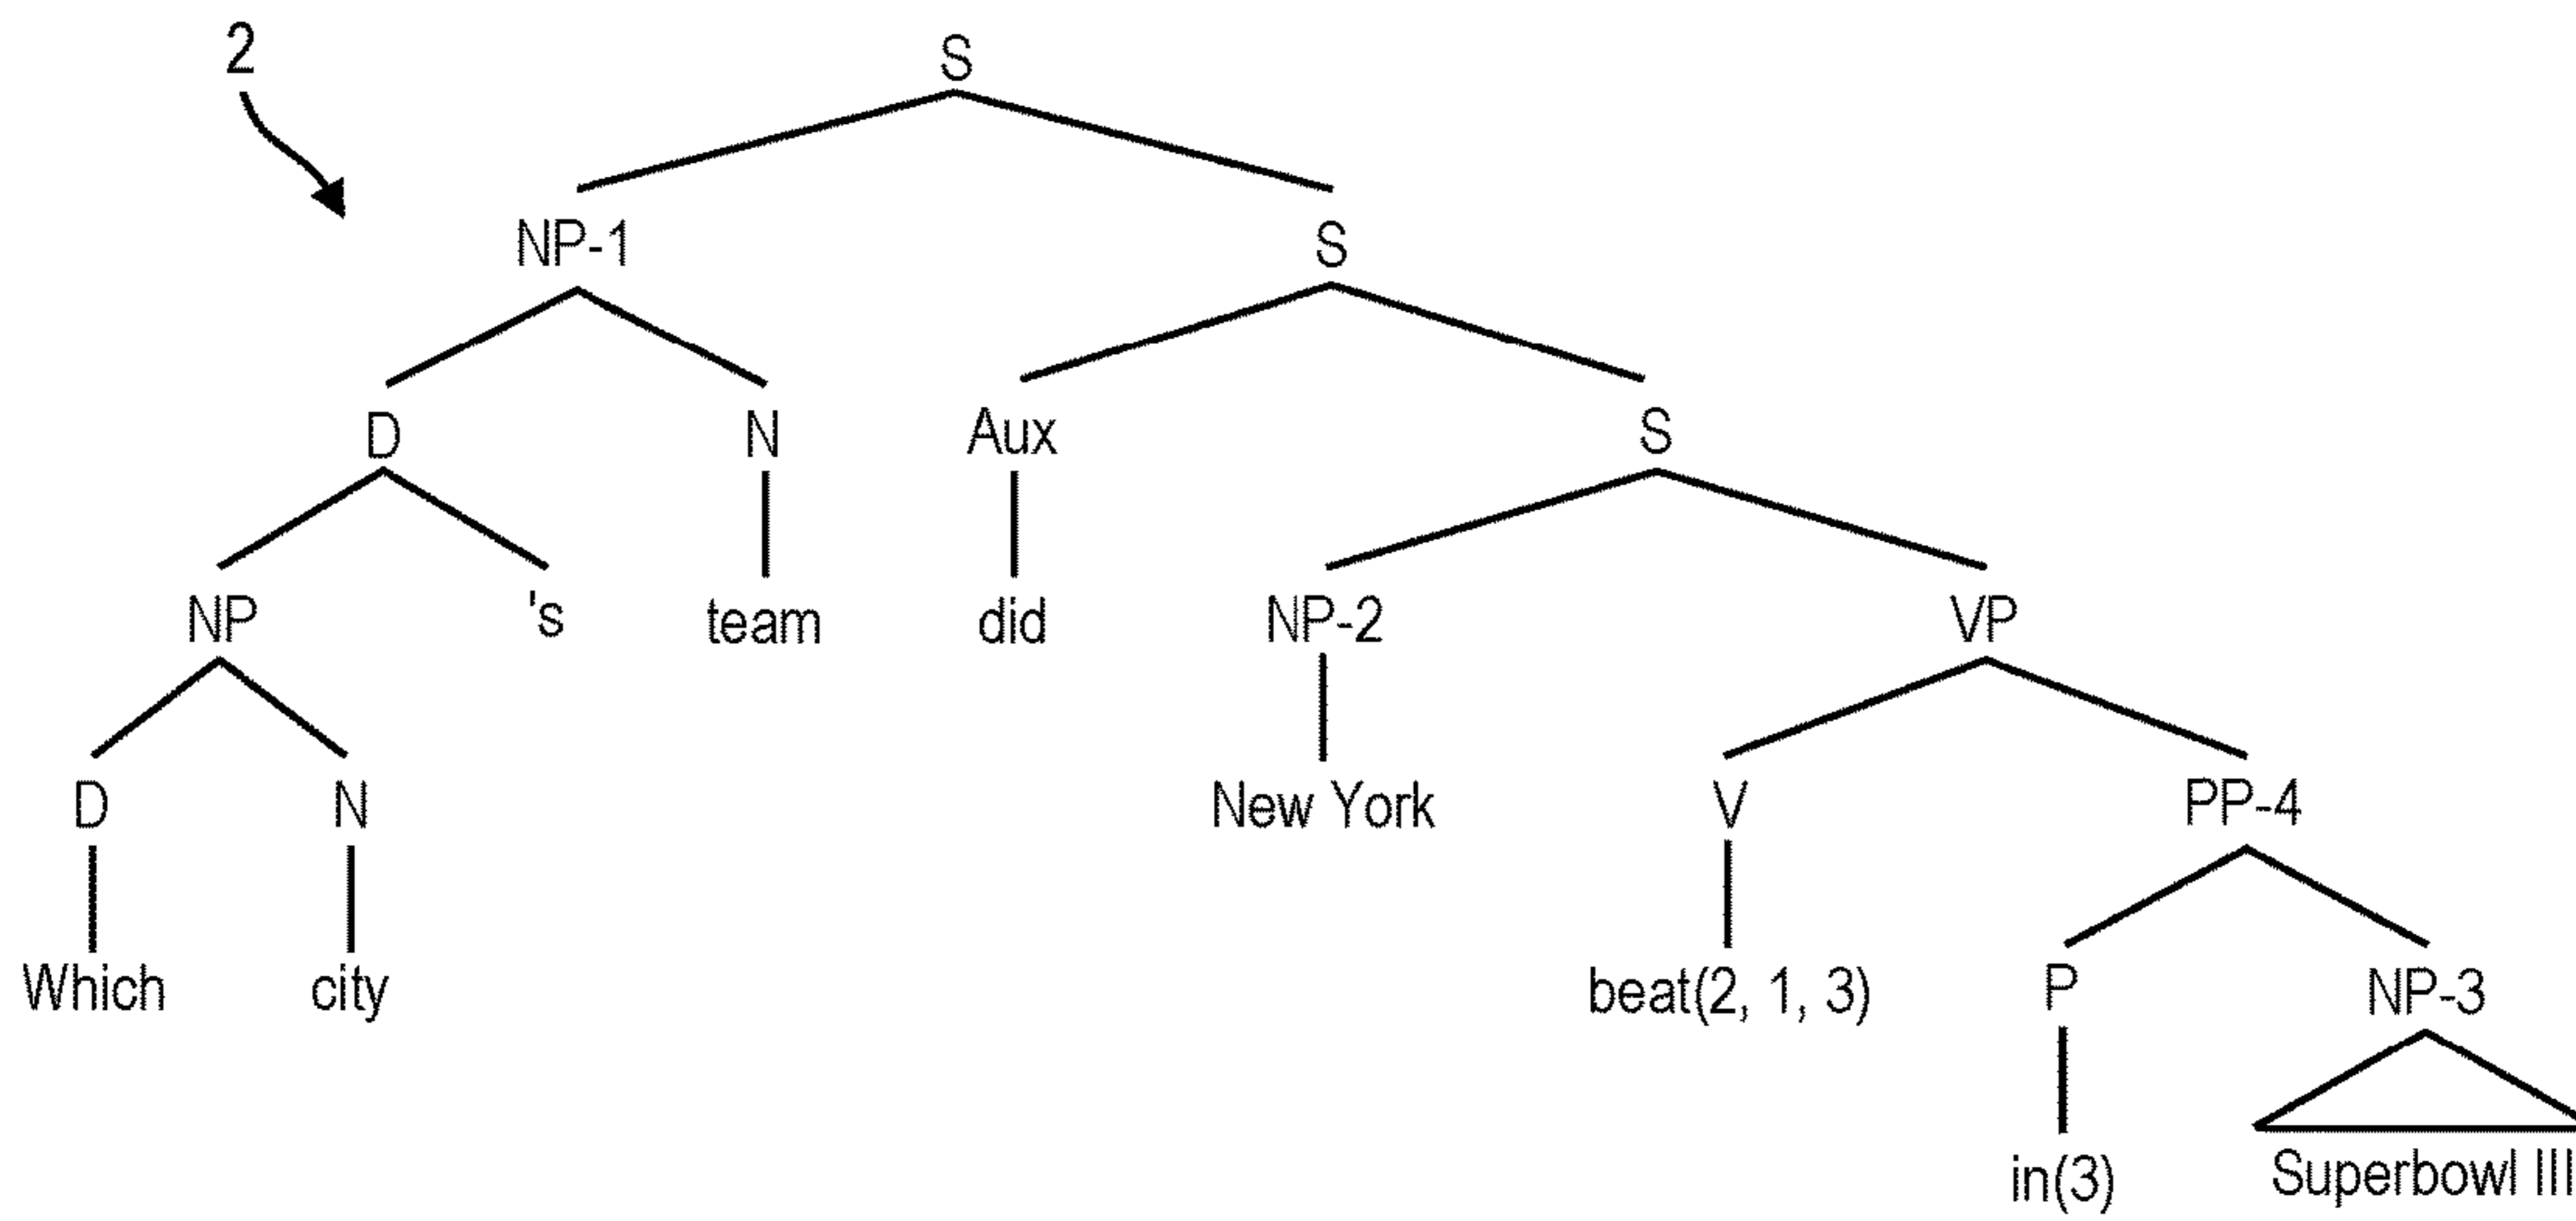 2
S
NP-1 S
D N Aux S
NP 's team did NP-2 VP
D N New York V PP-4
Which city beat(2, 1, 3) P NP-3
in(3) Superbowl III